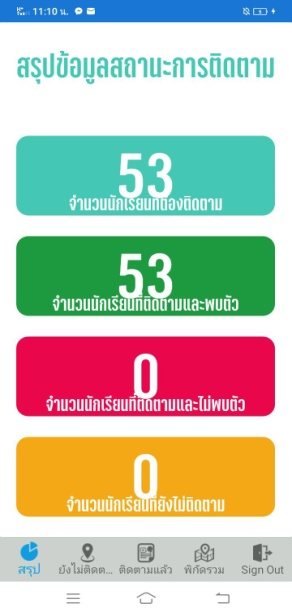 11:10 น.
สรุปข้อมูลสถานะการติดตาม
53
จำนวนนักเรียนที่ต้องติดตาม
53
จำนวนนักเรียนที่ติดตามและพบตัว
0
จำนวนนักเรียนที่ติดตามและไม่พบตัว
0
จำนวนนักเรียนที่ยังไม่ติดตาม
สรุป ยังไม่ติดต... ติดตามแล้ว พิกัดรวม Sign Out